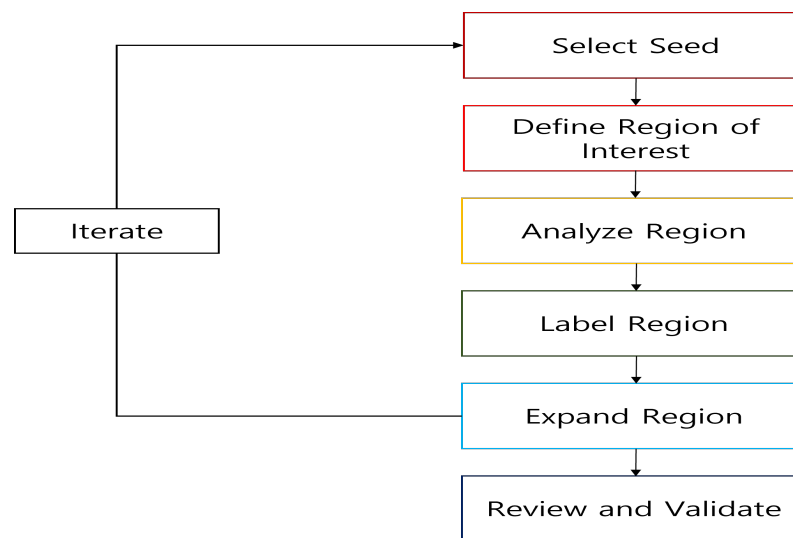 Select Seed
Define Region of
Interest
Iterate
Analyze Region
Label Region
Expand Region
Review and Validate